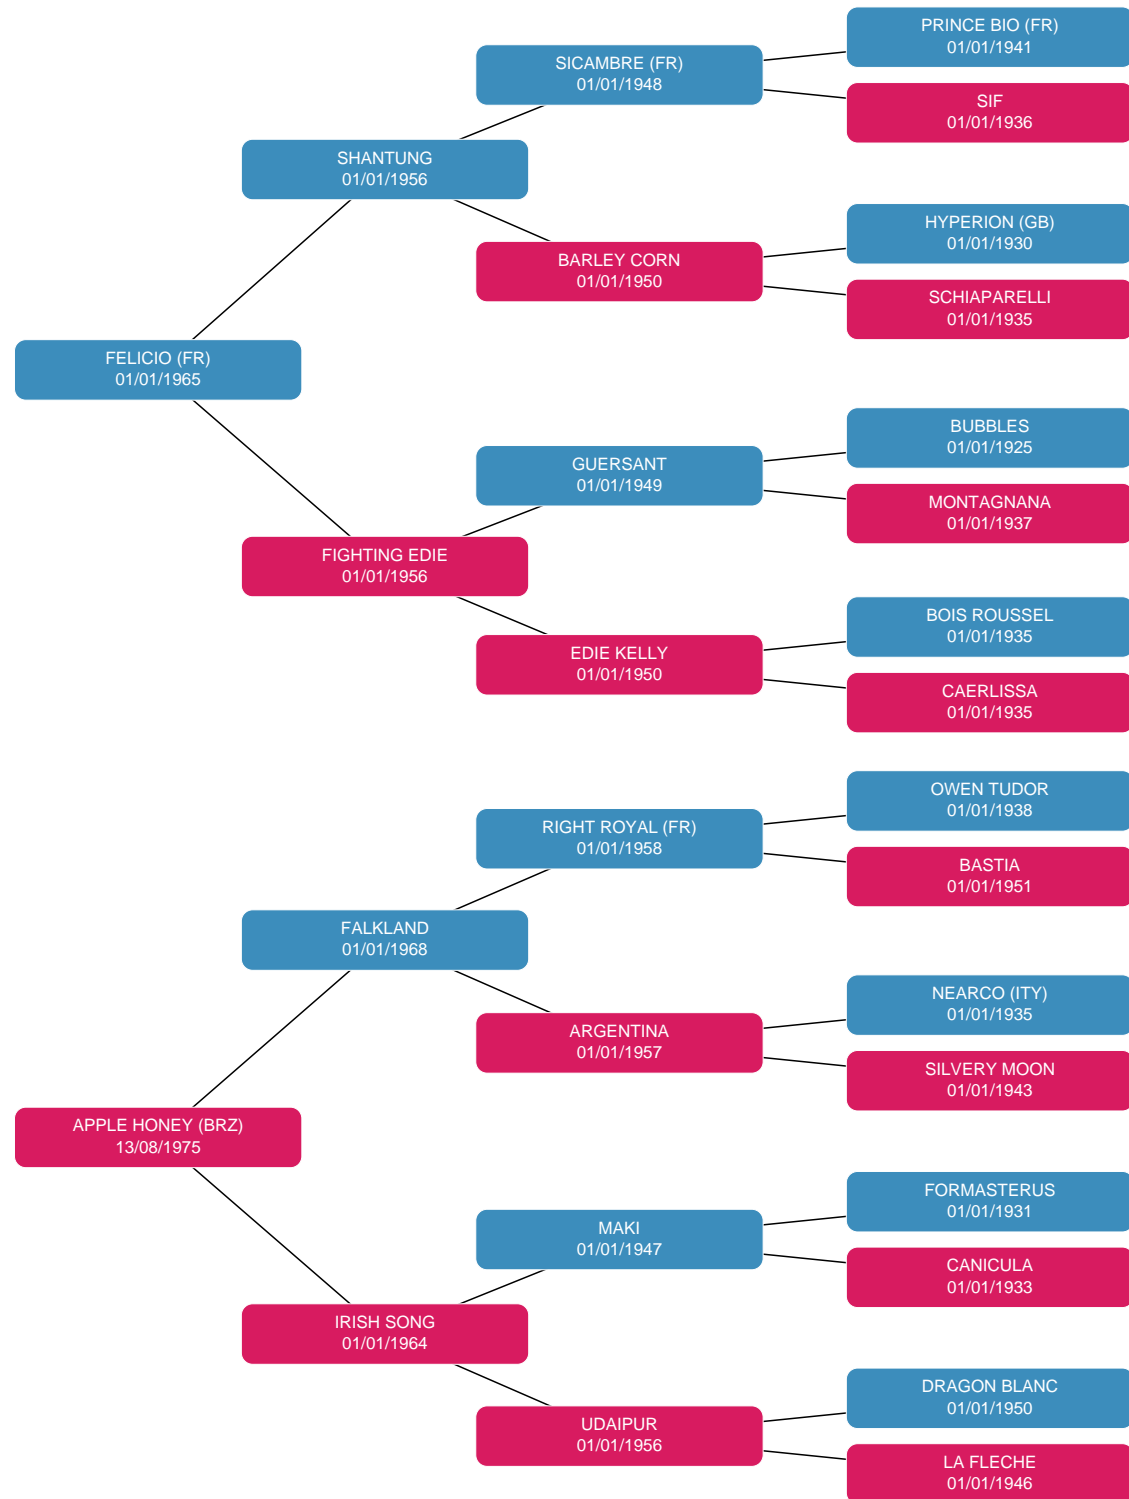 PRINCE BIO (FR)
01/01/1941
SICAMBRE (FR)
01/01/1948
SIF
01/01/1936
SHANTUNG
01/01/1956
HYPERION (GB)
01/01/1930
BARLEY CORN
01/01/1950
SCHIAPARELLI
01/01/1935
FELICIO (FR)
01/01/1965
BUBBLES
01/01/1925
GUERSANT
01/01/1949
MONTAGNANA
01/01/1937
FIGHTING EDIE
01/01/1956
BOIS ROUSSEL
01/01/1935
EDIE KELLY
01/01/1950
CAERLISSA
01/01/1935
OWEN TUDOR
01/01/1938
RIGHT ROYAL (FR)
01/01/1958
BASTIA
01/01/1951
FALKLAND
01/01/1968
NEARCO (ITY)
01/01/1935
ARGENTINA
01/01/1957
SILVERY MOON
01/01/1943
APPLE HONEY (BRZ)
13/08/1975
FORMASTERUS
01/01/1931
MAKI
01/01/1947
CANICULA
01/01/1933
IRISH SONG
01/01/1964
DRAGON BLANC
01/01/1950
UDAIPUR
01/01/1956
LA FLECHE
01/01/1946